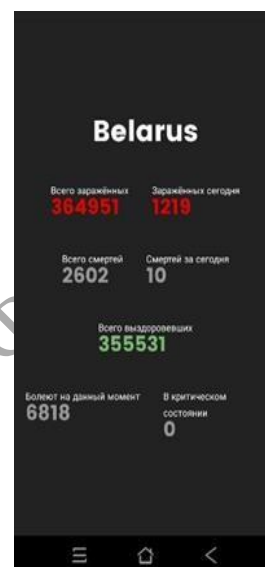 Belarus
Всего заражённых
364951
Заражённых сегодня
1219
Всего смертей
2602
Смертей за сегодня
10
Всего выздоровевших
355531
Болеют на данный момент
6818
В критическом
состоянии
0